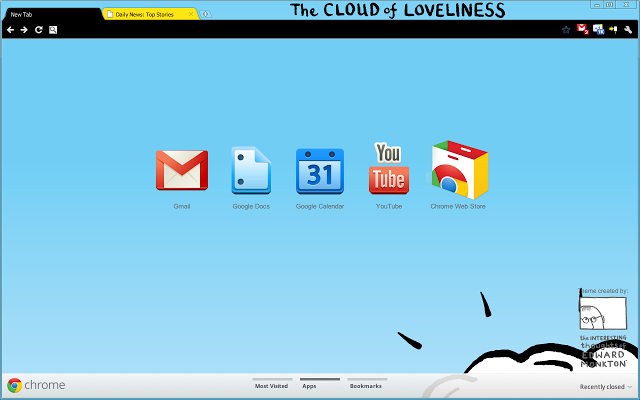 The CLOUD of LOVELINESS
New Tab
Daily News: Top Stories
Gmail
31
Google Docs
Google Calendar
You
Tube
YouTube
Chrome Web Store
Theme created by:
the INTERESTING
thoughts of
EDWARD
MONKTON
chrome
Most Visited
Apps
Bookmarks
Recently closed